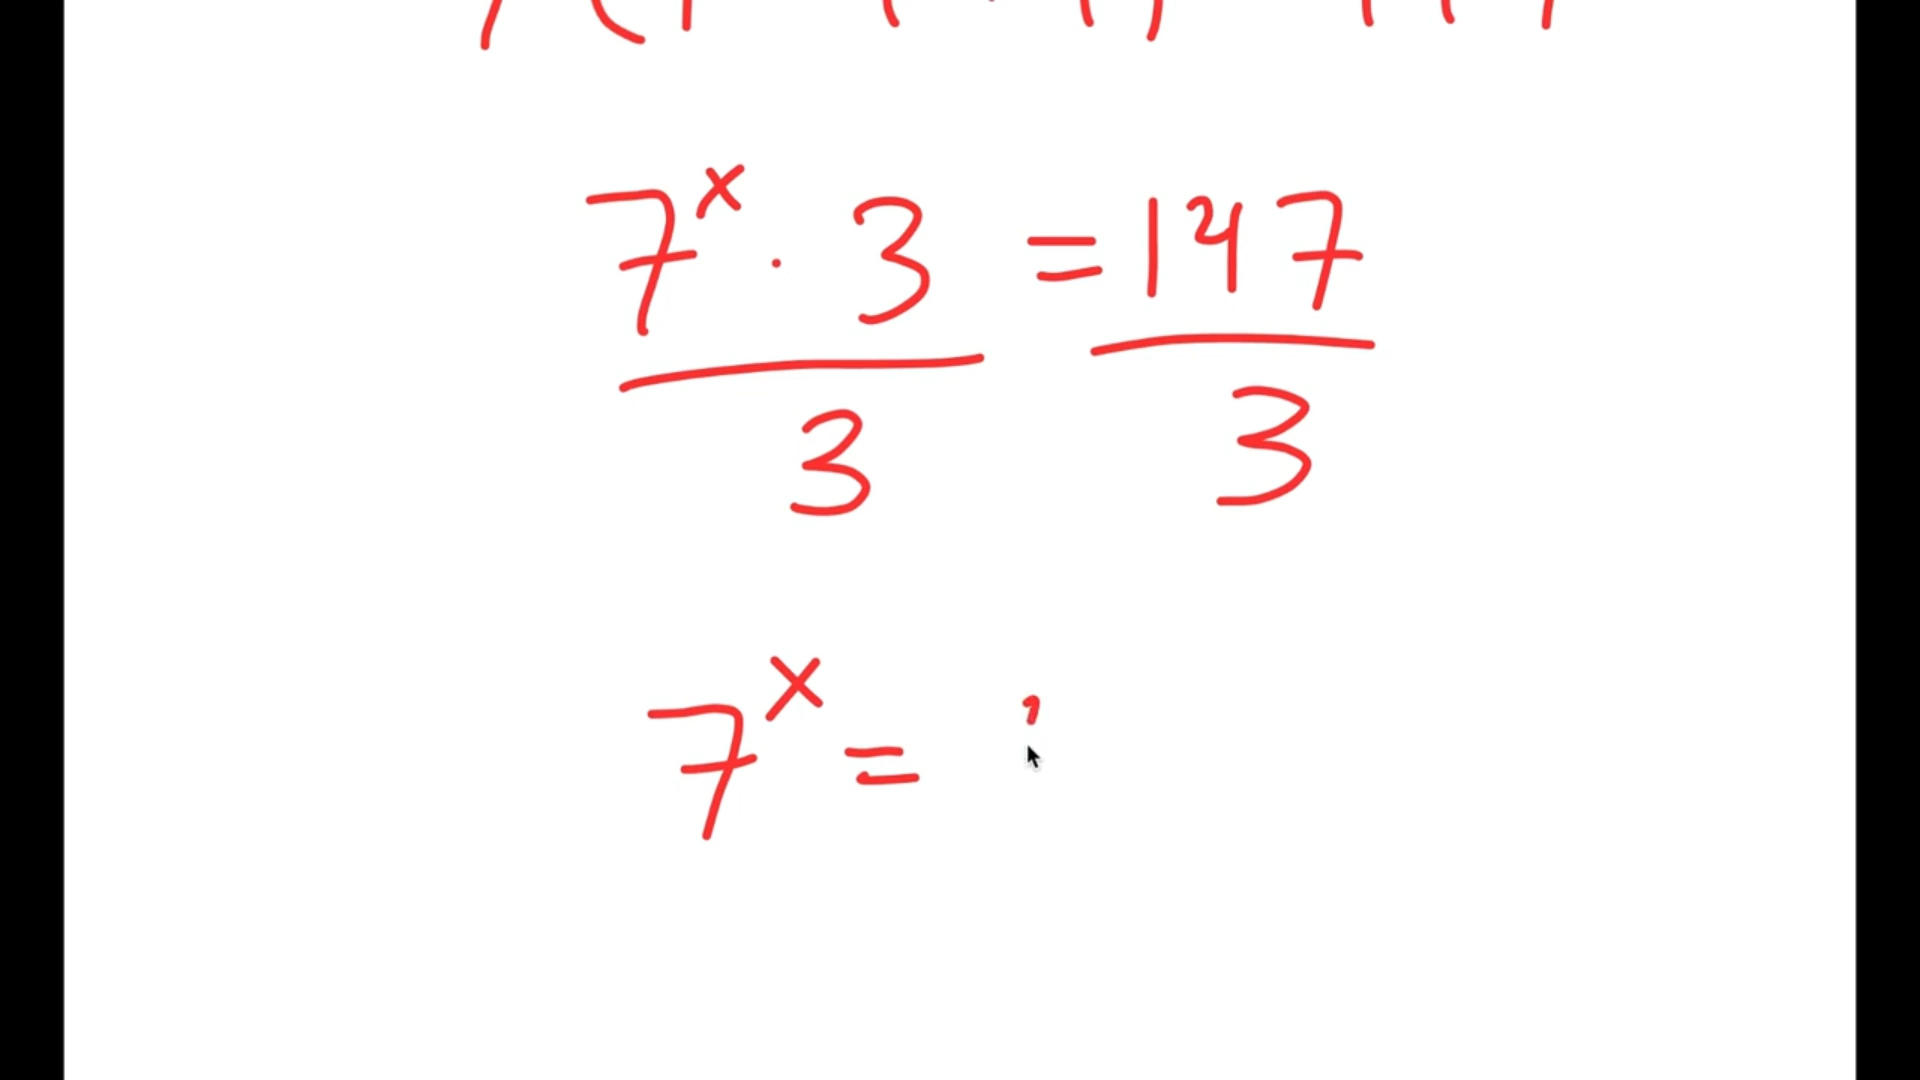 7^x · 3 = 147
3 3
7^x =